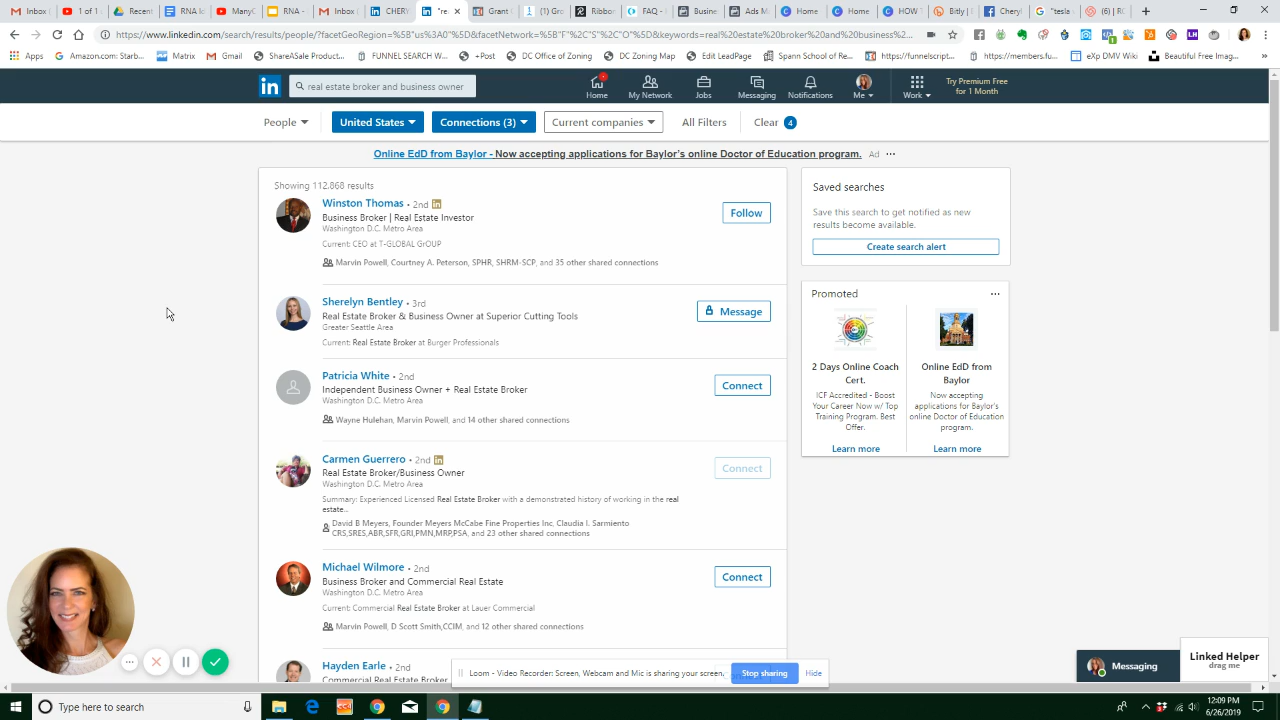 Inbox
1 of 1
Recent
RNA Id
ManyC
RNA -
Inbox
CHERY
"rea
Grant
(1) Gro
Ribbon
FAQ -
Busine
Ads M
Home
Home
HOW
Bitly |
Cheryl
"tesla
(6) R
https://www.linkedin.com/search/results/people/?facetGeoRegion=%5B"us%3A0"%5D&facetNetwork=%5B"F"%2C"S"%2C"O"%5D&keywords=real%20estate%20broker%20and%20business%2...
Apps
Amazon.com: Starb...
Matrix
Gmail
ShareASale Produc...
FUNNEL SEARCH W...
+Post
DC Office of Zoning
DC Zoning Map
Edit LeadPage
Spann School of Re...
https://funnelscript...
https://members.fu...
eXp DMV Wiki
Beautiful Free Imag...
real estate broker and business owner
Home
My Network
Jobs
Messaging
Notifications
Me
Work
Try Premium Free
for 1 Month
People
United States
Connections (3)
Current companies
All Filters
Clear 4
Online EdD from Baylor - Now accepting applications for Baylor's online Doctor of Education program. Ad ...
Showing 112,868 results
Winston Thomas • 2nd
Business Broker | Real Estate Investor
Washington D.C. Metro Area
Current: CEO at T-GLOBAL GrOUP
Marvin Powell, Courtney A. Peterson, SPHR, SHRM-SCP, and 35 other shared connections
Follow
Sherelyn Bentley • 3rd
Real Estate Broker & Business Owner at Superior Cutting Tools
Greater Seattle Area
Current: Real Estate Broker at Burger Professionals
Message
Patricia White • 2nd
Independent Business Owner + Real Estate Broker
Washington D.C. Metro Area
Wayne Hulehan, Marvin Powell, and 14 other shared connections
Connect
Carmen Guerrero • 2nd
Real Estate Broker/Business Owner
Washington D.C. Metro Area
Summary: Experienced Licensed Real Estate Broker with a demonstrated history of working in the real
estate...
David B Meyers, Founder Meyers McCabe Fine Properties Inc, Claudia I. Sarmiento
CRS,SRES,ABR,SFR,GRI,PMN,MRP,PSA, and 23 other shared connections
Connect
Michael Wilmore • 2nd
Business Broker and Commercial Real Estate
Washington D.C. Metro Area
Current: Commercial Real Estate Broker at Lauer Commercial
Marvin Powell, D Scott Smith,CCIM, and 12 other shared connections
Connect
Hayden Earle • 2nd
Commercial Real Estate Bro
Saved searches
Save this search to get notified as new
results become available.
Create search alert
Promoted
2 Days Online Coach
Cert.
ICF Accredited - Boost
Your Career Now w/ Top
Training Program. Best
Offer.
Learn more
Online EdD from
Baylor
Now accepting
applications for Baylor's
online Doctor of Education
program.
Learn more
Loom - Video Recorder: Screen, Webcam and Mic is sharing your screen.
Stop sharing
Hide
Messaging
Linked Helper
drag me
Type here to search
12:09 PM
6/26/2019